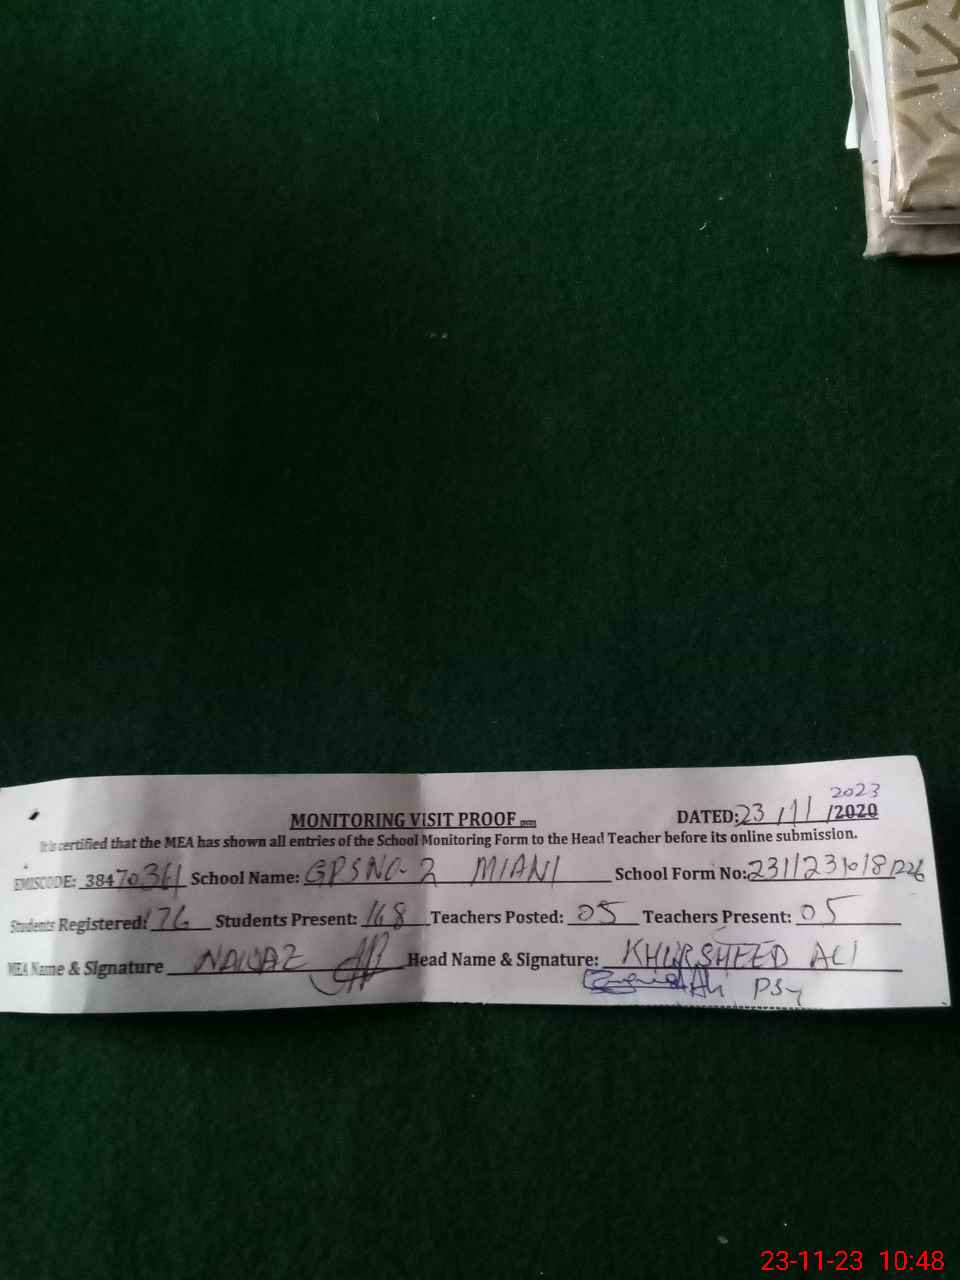 MONITORING VISIT PROOF
DATED: 23/11/2020 2023
It is certified that the MEA has shown all entries of the School Monitoring Form to the Head Teacher before its online submission.
EMISCODE: 38470361 School Name: GPS NO. 2 MIANI School Form No:
Students Registered: 176 Students Present: 168 Teachers Posted: 05 Teachers Present: 05
MEA Name & Signature NAWAZ Head Name & Signature: KHURSHEED ALI
23-11-23 10:48